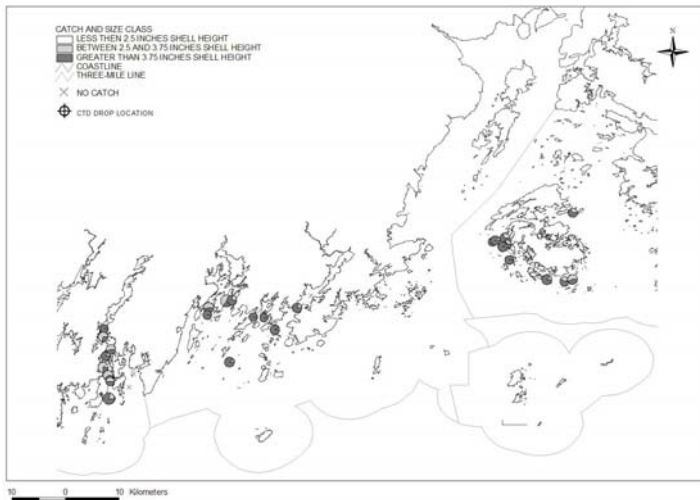 CATCH AND SIZE CLASS
LESS THEN 2.5 INCHES SHELL HEIGHT
BETWEEN 2.5 AND 3.75 INCHES SHELL HEIGHT
GREATER THAN 3.75 INCHES SHELL HEIGHT
COASTLINE
THREE-MILE LINE
NO CATCH
CTD DROP LOCATION
N
10 0 10 Kilometers